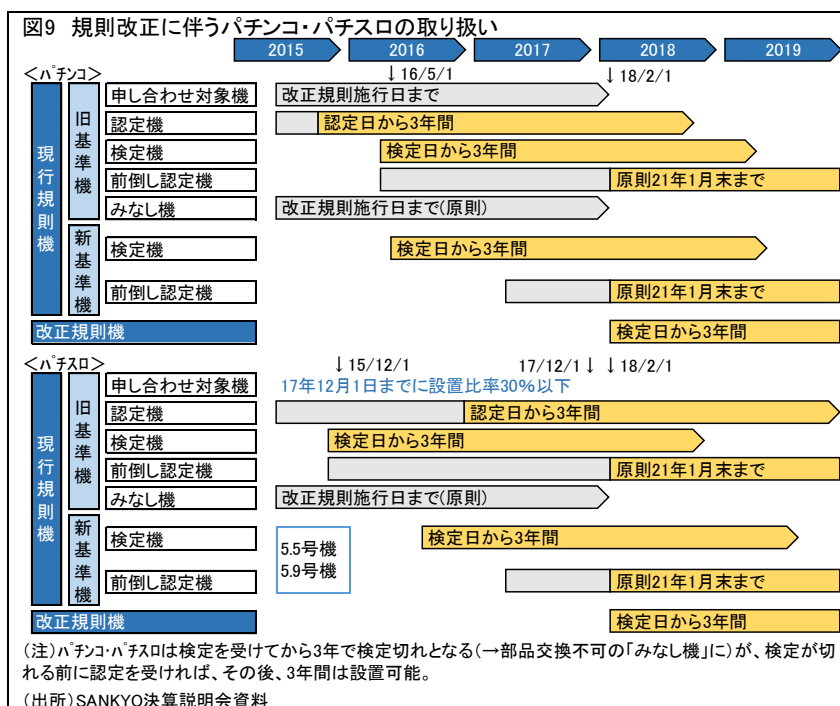 図9 規則改正に伴うパチンコ・パチスロの取り扱い
2015 2016 2017 2018 2019
<パチンコ> ↓16/5/1 ↓18/2/1
現行規則機
旧基準機
申し合わせ対象機 改正規則施行日まで
認定機 認定日から3年間
検定機 検定日から3年間
前倒し認定機 原則21年1月末まで
みなし機 改正規則施行日まで(原則)
新基準機
検定機 検定日から3年間
前倒し認定機 原則21年1月末まで
改正規則機 検定日から3年間
<パチスロ> ↓15/12/1 17/12/1↓ ↓18/2/1
現行規則機
旧基準機
申し合わせ対象機 17年12月1日までに設置比率30%以下
認定機 認定日から3年間
検定機 検定日から3年間
前倒し認定機 原則21年1月末まで
みなし機 改正規則施行日まで(原則)
新基準機
検定機 検定日から3年間
5.5号機
5.9号機
前倒し認定機 原則21年1月末まで
改正規則機 検定日から3年間
(注)パチンコ・パチスロは検定を受けてから3年で検定切れとなる(→部品交換不可の「みなし機」に)が、検定が切
れる前に認定を受ければ、その後、3年間は設置可能。
(出所)SANKYO決算説明会資料